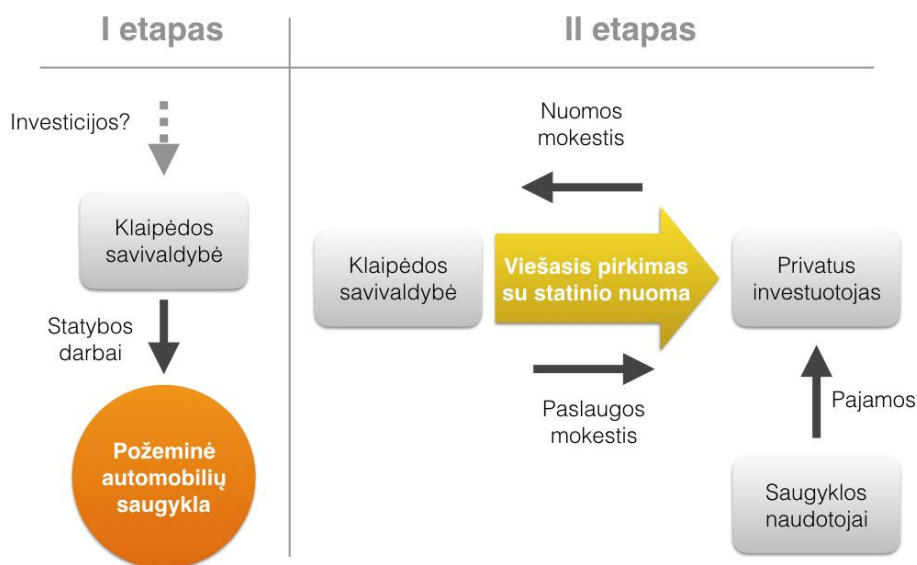 I etapas
Investicijos?
Klaipėdos
savivaldybė
Statybos
darbai
Požeminė
automobilių
saugykla
II etapas
Nuomos
mokestis
Klaipėdos
savivaldybė
Viešasis pirkimas
su statinio nuoma
Privatus
investuotojas
Paslaugos
mokestis
Pajamos
Saugyklos
naudotojai